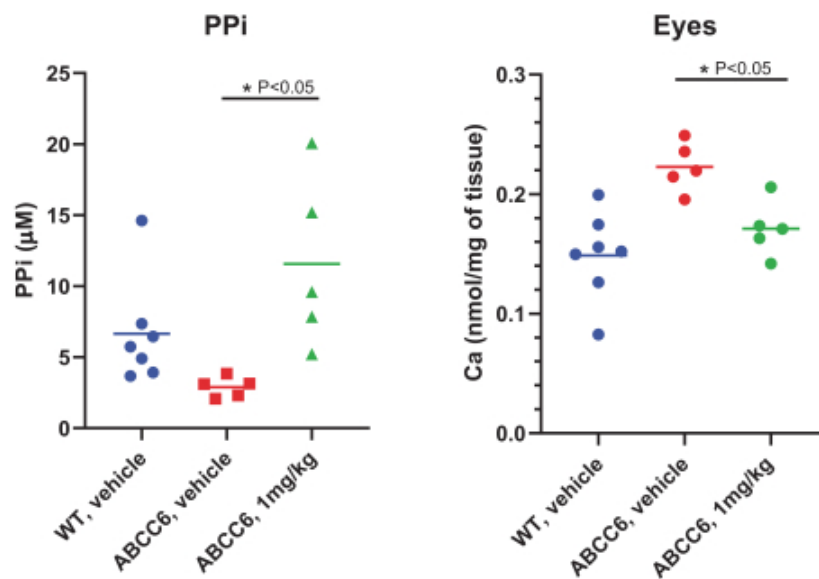 PPi
* P<0.05
PPi (µM)
25
20
15
10
5
0
WT, vehicle
ABCC6, vehicle
ABCC6, 1mg/kg
Eyes
* P<0.05
Ca (nmol/mg of tissue)
0.3
0.2
0.1
0.0
WT, vehicle
ABCC6, vehicle
ABCC6, 1mg/kg